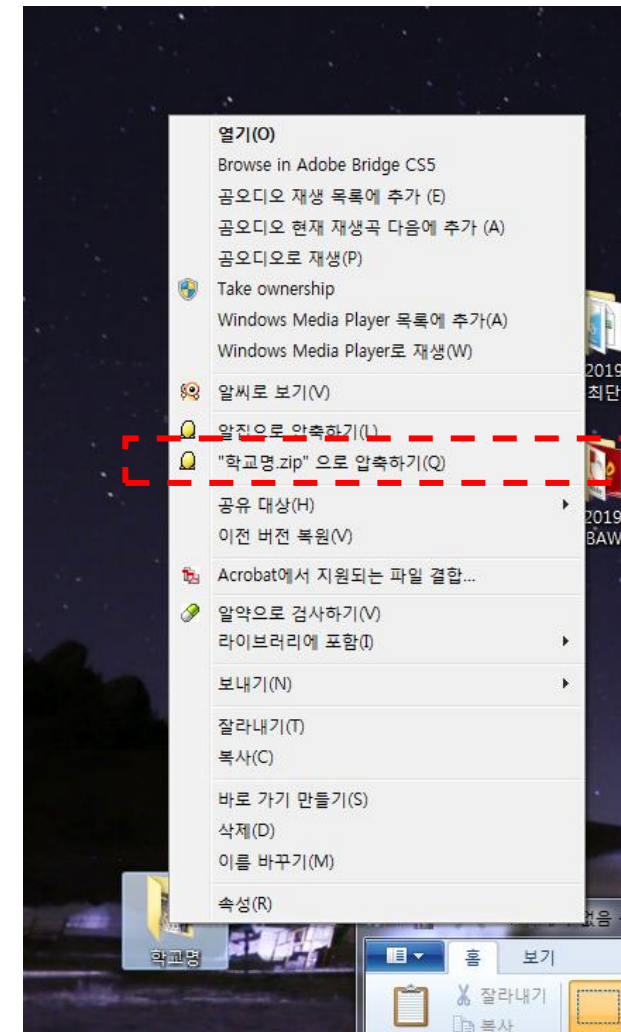 열기(O)
Browse in Adobe Bridge CS5
곰오디오 재생 목록에 추가 (E)
곰오디오 현재 재생곡 다음에 추가 (A)
곰오디오로 재생(P)
Take ownership
Windows Media Player 목록에 추가(A)
Windows Media Player로 재생(W)
알씨로 보기(V)
알집으로 압축하기(L)
"학교명.zip" 으로 압축하기(Q)
공유 대상(H)
이전 버전 복원(V)
Acrobat에서 지원되는 파일 결합...
알약으로 검사하기(V)
라이브러리에 포함(I)
보내기(N)
잘라내기(T)
복사(C)
바로 가기 만들기(S)
삭제(D)
이름 바꾸기(M)
속성(R)
2019
최단
2019
BAW
학교명
없음 -
홈 보기
잘라내기
복사